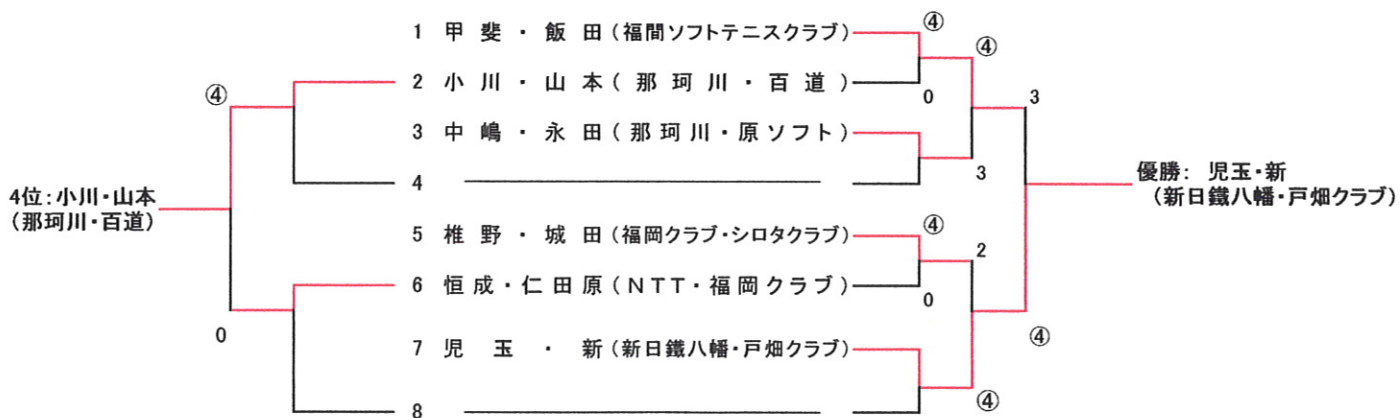 1 甲斐・飯田(福間ソフトテニスクラブ) ④
④
2 小川・山本(那珂川・百道) 0
④
3
3 中嶋・永田(那珂川・原ソフト)
3
4
4位:小川・山本
(那珂川・百道)
優勝: 児玉・新
(新日鐵八幡・戸畑クラブ)
5 椎野・城田(福岡クラブ・シロタクラブ) ④
2
6 恒成・仁田原(NTT・福岡クラブ) 0
0
④
7 児玉・新(新日鐵八幡・戸畑クラブ)
④
8